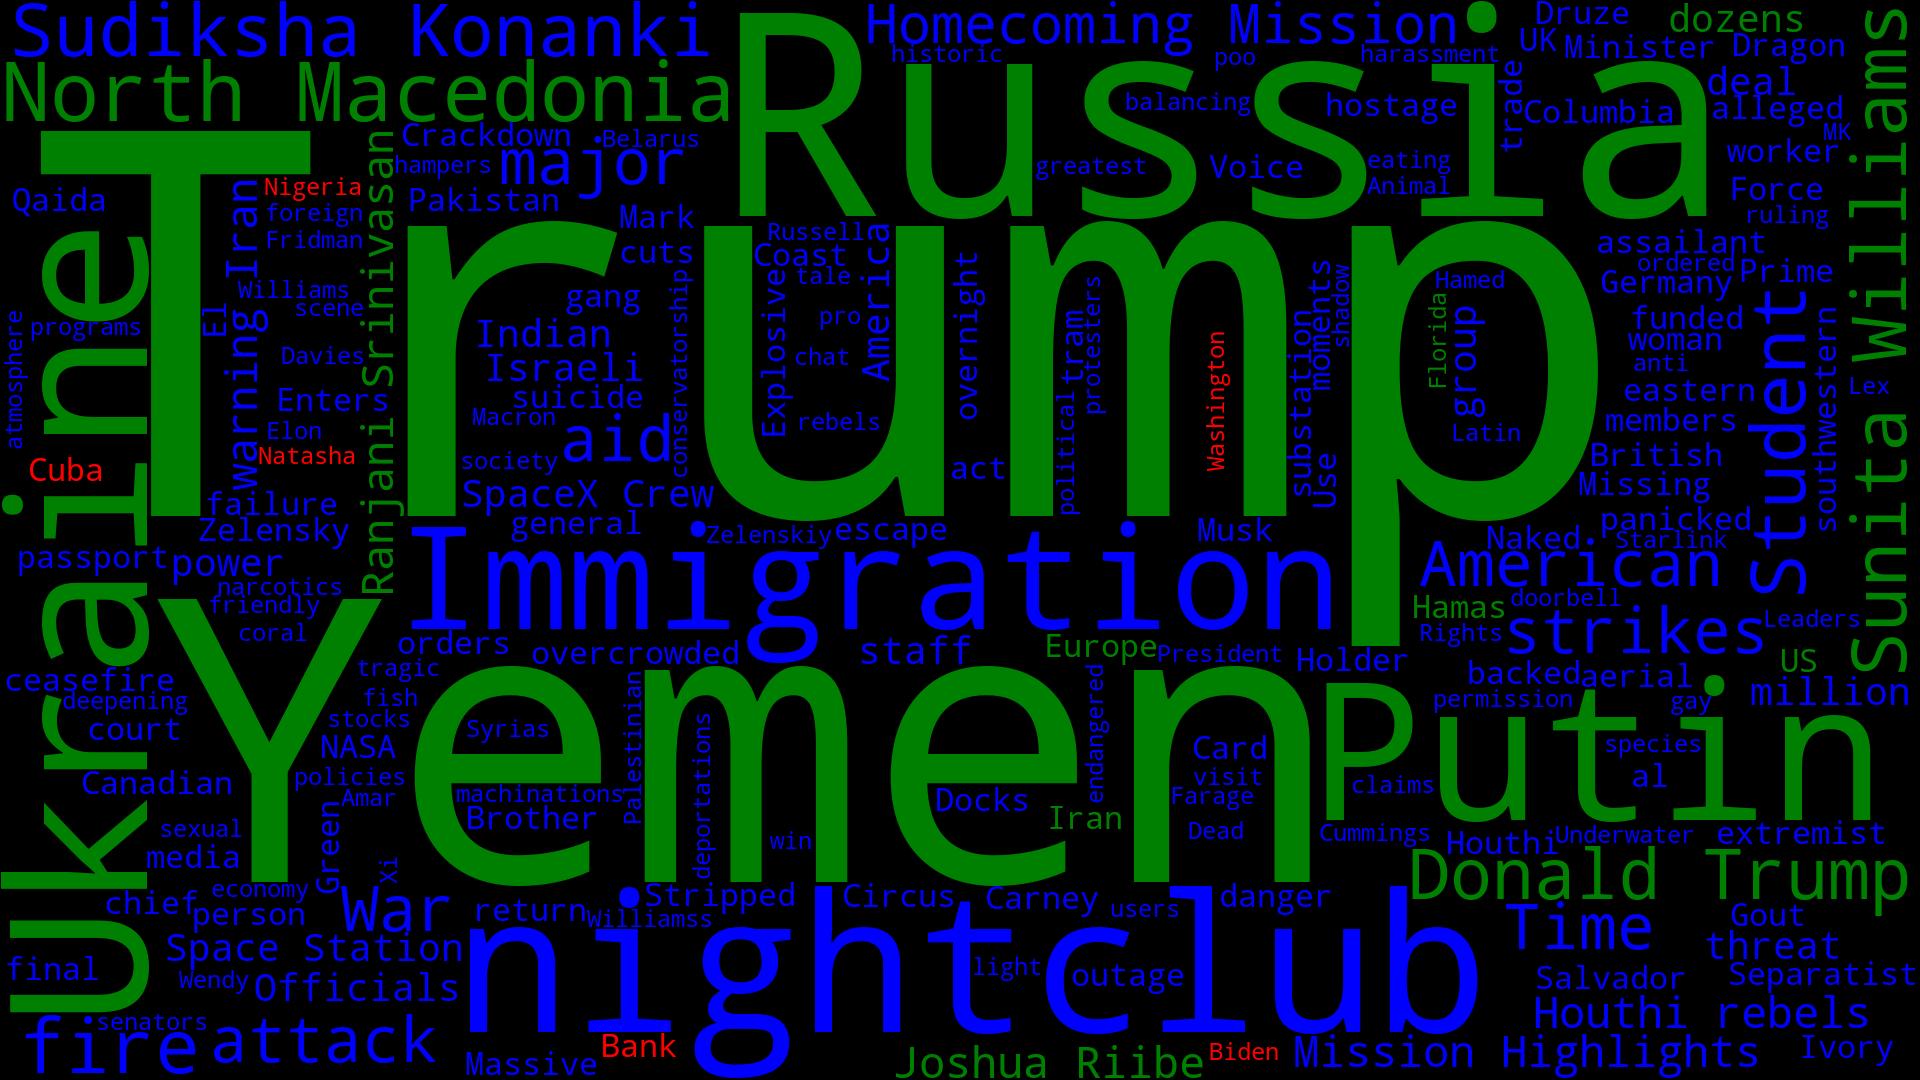 Sudiksha Konanki
Homecoming Mission
Druze
dozens
historic
poo
harassment
UK
Minister
Dragon
North Macedonia
Russia
Trump
balancing
hostage
trade
Columbia
deal
alleged
MK
Crackdown
Belarus
hampers
major
greatest
Voice
eating
Animal
worker
Force
ruling
Qaida
Nigeria
foreign
Fridman
Pakistan
Mark
cuts
Russell
Coast
tale
America
overnight
assailant
ordered
Germany
Prime
Hamed
Iran
warning
Williams
scene
El
programs
atmosphere
Davies
Enters
Elon
Natasha
Cuba
Ranjani Srinivasan
gang
Indian
Israeli
suicide
Macron
society
aid
conservatorship
Explosive
pro
chat
rebels
act
tram
political
protesters
Washington
substation
moments
shadow
Use
Florida
group
Latin
funded
woman
anti
eastern
members
British
Missing
Student
southwestern
Lex
Sunita Williams
Ukraine
failure
Zelensky
passport
power
narcotics
friendly
coral
SpaceX Crew
general
Zelenskiy
escape
Musk
Immigration
panicked
Naked
Starlink
American
Hamas
doorbell
Rights
strikes
Leaders
orders
overcrowded
staff
Europe
President
Holder
US
ceasefire
deepening
court
tragic
fish
stocks
NASA
Yemen
backed
aerial
permission
gay
million
Putin
Syrias
Palestinian
deportations
endangered
Card
visit
Farage
Dead
claims
species
al
Canadian
policies
Amar
Green
machinations
Brother
Docks
Iran
win
Cummings
Houthi
Underwater
extremist
sexual
media
Xi
economy
chief
person
War
Donald Trump
return
Williamss
Stripped
Circus
Carney
users
danger
Time
Gout
threat
Space Station
final
Wendy
Officials
nightclub
light
outage
Salvador
Separatist
Houthi rebels
senators
fire
attack
Massive
Bank
Joshua Riibe
Biden
Mission Highlights
Ivory